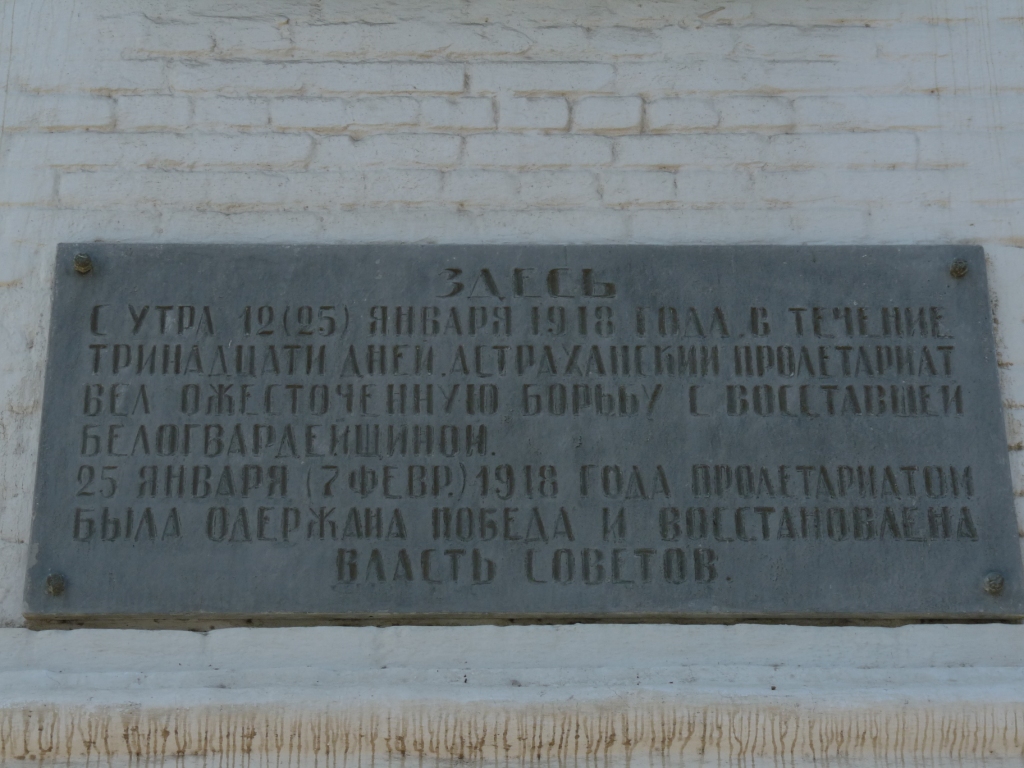 ЗДЕСЬ
С УТРА 12(25) ЯНВАРЯ 1918 ГОДА В ТЕЧЕНИЕ
ТРИНАДЦАТИ ДНЕЙ АСТРАХАНСКИЙ ПРОЛЕТАРИАТ
ВЕЛ ОЖЕСТОЧЕННУЮ БОРЬБУ С ВОССТАВШЕЙ
БЕЛОГВАРДЕЙЩИНОЙ.
25 ЯНВАРЯ (7 ФЕВР.) 1918 ГОДА ПРОЛЕТАРИАТОМ
БЫЛА ОДЕРЖАНА ПОБЕДА И ВОССТАНОВЛЕНА
ВЛАСТЬ СОВЕТОВ.